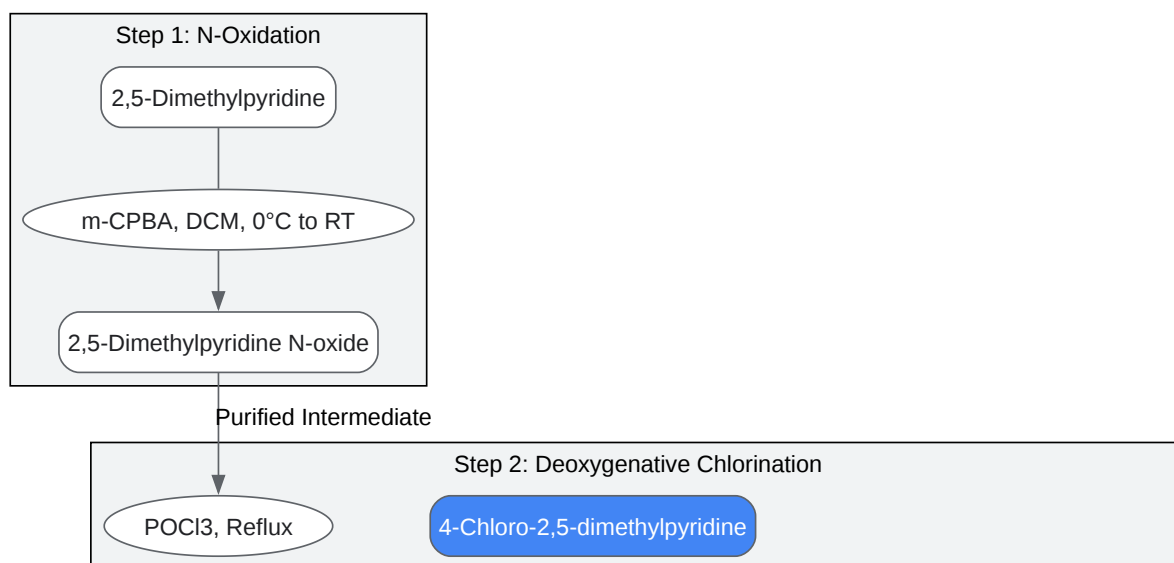 Step 1: N-Oxidation
2,5-Dimethylpyridine
m-CPBA, DCM, 0°C to RT
2,5-Dimethylpyridine N-oxide
Purified Intermediate
Step 2: Deoxygenative Chlorination
POCl3, Reflux
4-Chloro-2,5-dimethylpyridine